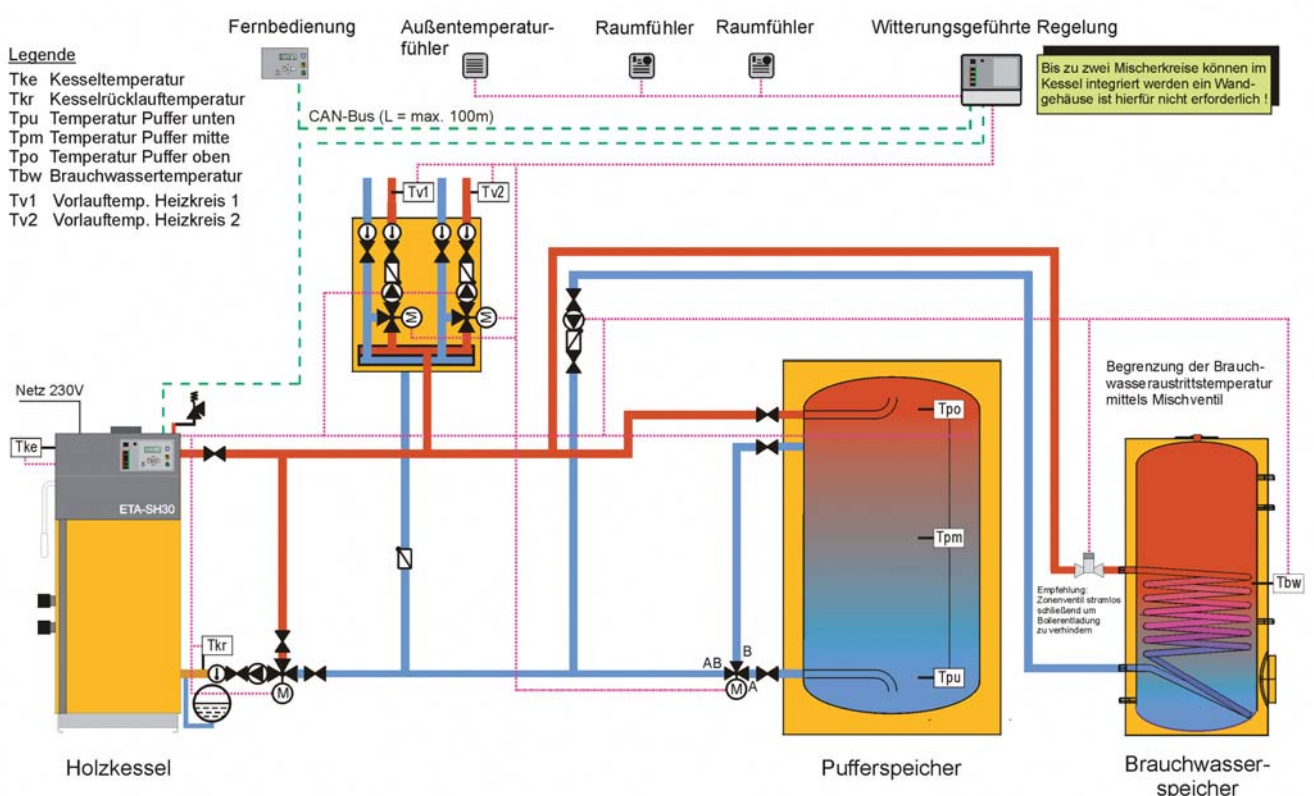 Fernbedienung
Außentemperatur-
fühler
Raumfühler
Raumfühler
Witterungsgeführte Regelung
Bis zu zwei Mischerkreise können im
Kessel integriert werden ein Wand-
gehäuse ist hierfür nicht erforderlich !
Legende
Tke Kesseltemperatur
Tkr Kesselrücklauftemperatur
Tpu Temperatur Puffer unten
Tpm Temperatur Puffer mitte
Tpo Temperatur Puffer oben
Tbw Brauchwassertemperatur
Tv1 Vorlauftemp. Heizkreis 1
Tv2 Vorlauftemp. Heizkreis 2
CAN-Bus (L = max. 100m)
Tv1
Tv2
M
M
Netz 230V
Tke
ETA-SH30
Tkr
M
Holzkessel
Tpo
Tpm
Tpu
B
AB
A
M
Pufferspeicher
Begrenzung der Brauch-
wasseraustrittstemperatur
mittels Mischventil
Empfehlung:
Zonenventil stromlos
schließend um
Boilerentladung
zu verhindern
Tbw
Brauchwasser-
speicher